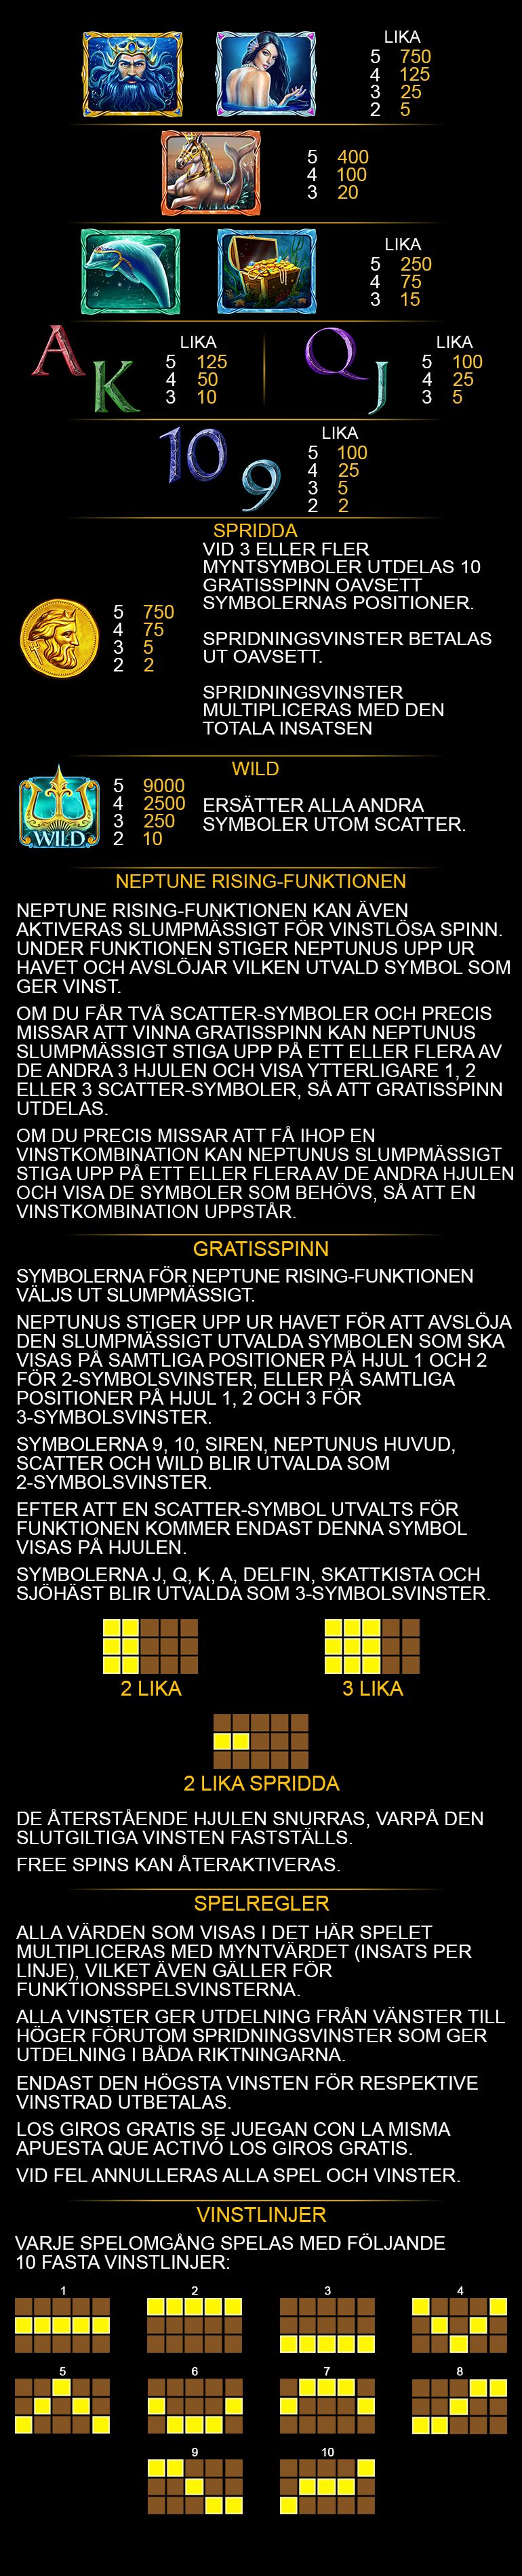 LIKA
5 750
4 125
3 25
2 5
5 400
4 100
3 20
LIKA
5 250
4 75
3 15
A K
LIKA
5 125
4 50
3 10
Q J
LIKA
5 100
4 25
3 5
10 9
LIKA
5 100
4 25
3 5
2 2
SPRIDDA
VID 3 ELLER FLER
MYNTSYMBOLER UTDELAS 10
GRATISSPINN OAVSETT
SYMBOLERNAS POSITIONER.
SPRIDNINGSVINSTER BETALAS
UT OAVSETT.
SPRIDNINGSVINSTER
MULTIPLICERAS MED DEN
TOTALA INSATSEN
5 750
4 75
3 5
2 2
WILD
WILD
5 9000
4 2500
3 250
2 10
ERSÄTTER ALLA ANDRA
SYMBOLER UTOM SCATTER.
NEPTUNE RISING-FUNKTIONEN
NEPTUNE RISING-FUNKTIONEN KAN ÄVEN
AKTIVERAS SLUMPMÄSSIGT FÖR VINSTLÖSA SPINN.
UNDER FUNKTIONEN STIGER NEPTUNUS UPP UR
HAVET OCH AVSLÖJAR VILKEN UTVALD SYMBOL SOM
GER VINST.
OM DU FÅR TVÅ SCATTER-SYMBOLER OCH PRECIS
MISSAR ATT VINNA GRATISSPINN KAN NEPTUNUS
SLUMPMÄSSIGT STIGA UPP PÅ ETT ELLER FLERA AV
DE ANDRA 3 HJULEN OCH VISA YTTERLIGARE 1, 2
ELLER 3 SCATTER-SYMBOLER, SÅ ATT GRATISSPINN
UTDELAS.
OM DU PRECIS MISSAR ATT FÅ IHOP EN
VINSTKOMBINATION KAN NEPTUNUS SLUMPMÄSSIGT
STIGA UPP PÅ ETT ELLER FLERA AV DE ANDRA HJULEN
OCH VISA DE SYMBOLER SOM BEHÖVS, SÅ ATT EN
VINSTKOMBINATION UPPSTÅR.
GRATISSPINN
SYMBOLERNA FÖR NEPTUNE RISING-FUNKTIONEN
VÄLJS UT SLUMPMÄSSIGT.
NEPTUNUS STIGER UPP UR HAVET FÖR ATT AVSLÖJA
DEN SLUMPMÄSSIGT UTVALDA SYMBOLEN SOM SKA
VISAS PÅ SAMTLIGA POSITIONER PÅ HJUL 1 OCH 2
FÖR 2-SYMBOLSVINSTER, ELLER PÅ SAMTLIGA
POSITIONER PÅ HJUL 1, 2 OCH 3 FÖR
3-SYMBOLSVINSTER.
SYMBOLERNA 9, 10, SIREN, NEPTUNUS HUVUD,
SCATTER OCH WILD BLIR UTVALDA SOM
2-SYMBOLSVINSTER.
EFTER ATT EN SCATTER-SYMBOL UTVALTS FÖR
FUNKTIONEN KOMMER ENDAST DENNA SYMBOL
VISAS PÅ HJULEN.
SYMBOLERNA J, Q, K, A, DELFIN, SKATTKISTA OCH
SJÖHÄST BLIR UTVALDA SOM 3-SYMBOLSVINSTER.
2 LIKA
3 LIKA
2 LIKA SPRIDDA
DE ÅTERSTÅENDE HJULEN SNURRAS, VARPÅ DEN
SLUTGILTIGA VINSTEN FASTSTÄLLS.
FREE SPINS KAN ÅTERAKTIVERAS.
SPELREGLER
ALLA VÄRDEN SOM VISAS I DET HÄR SPELET
MULTIPLICERAS MED MYNTVÄRDET (INSATS PER
LINJE), VILKET ÄVEN GÄLLER FÖR
FUNKTIONSSPELSVINSTERNA.
ALLA VINSTER GER UTDELNING FRÅN VÄNSTER TILL
HÖGER FÖRUTOM SPRIDNINGSVINSTER SOM GER
UTDELNING I BÅDA RIKTNINGARNA.
ENDAST DEN HÖGSTA VINSTEN FÖR RESPEKTIVE
VINSTRAD UTBETALAS.
LOS GIROS GRATIS SE JUEGAN CON LA MISMA
APUESTA QUE ACTIVÓ LOS GIROS GRATIS.
VID FEL ANNULLERAS ALLA SPEL OCH VINSTER.
VINSTLINJER
VARJE SPELOMGÅNG SPELAS MED FÖLJANDE
10 FASTA VINSTLINJER:
1 2 3 4
5 6 7 8
9 10